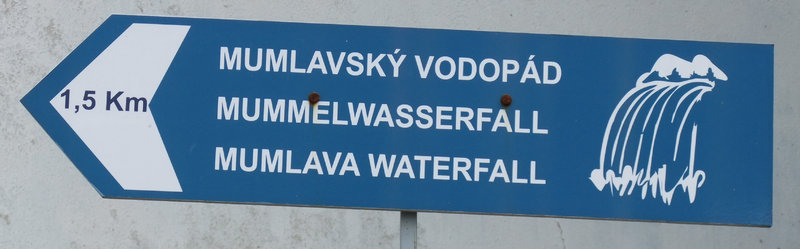 1,5 Km
MUMLAVSKÝ VODOPÁD
MUMMELWASSERFALL
MUMLAVA WATERFALL